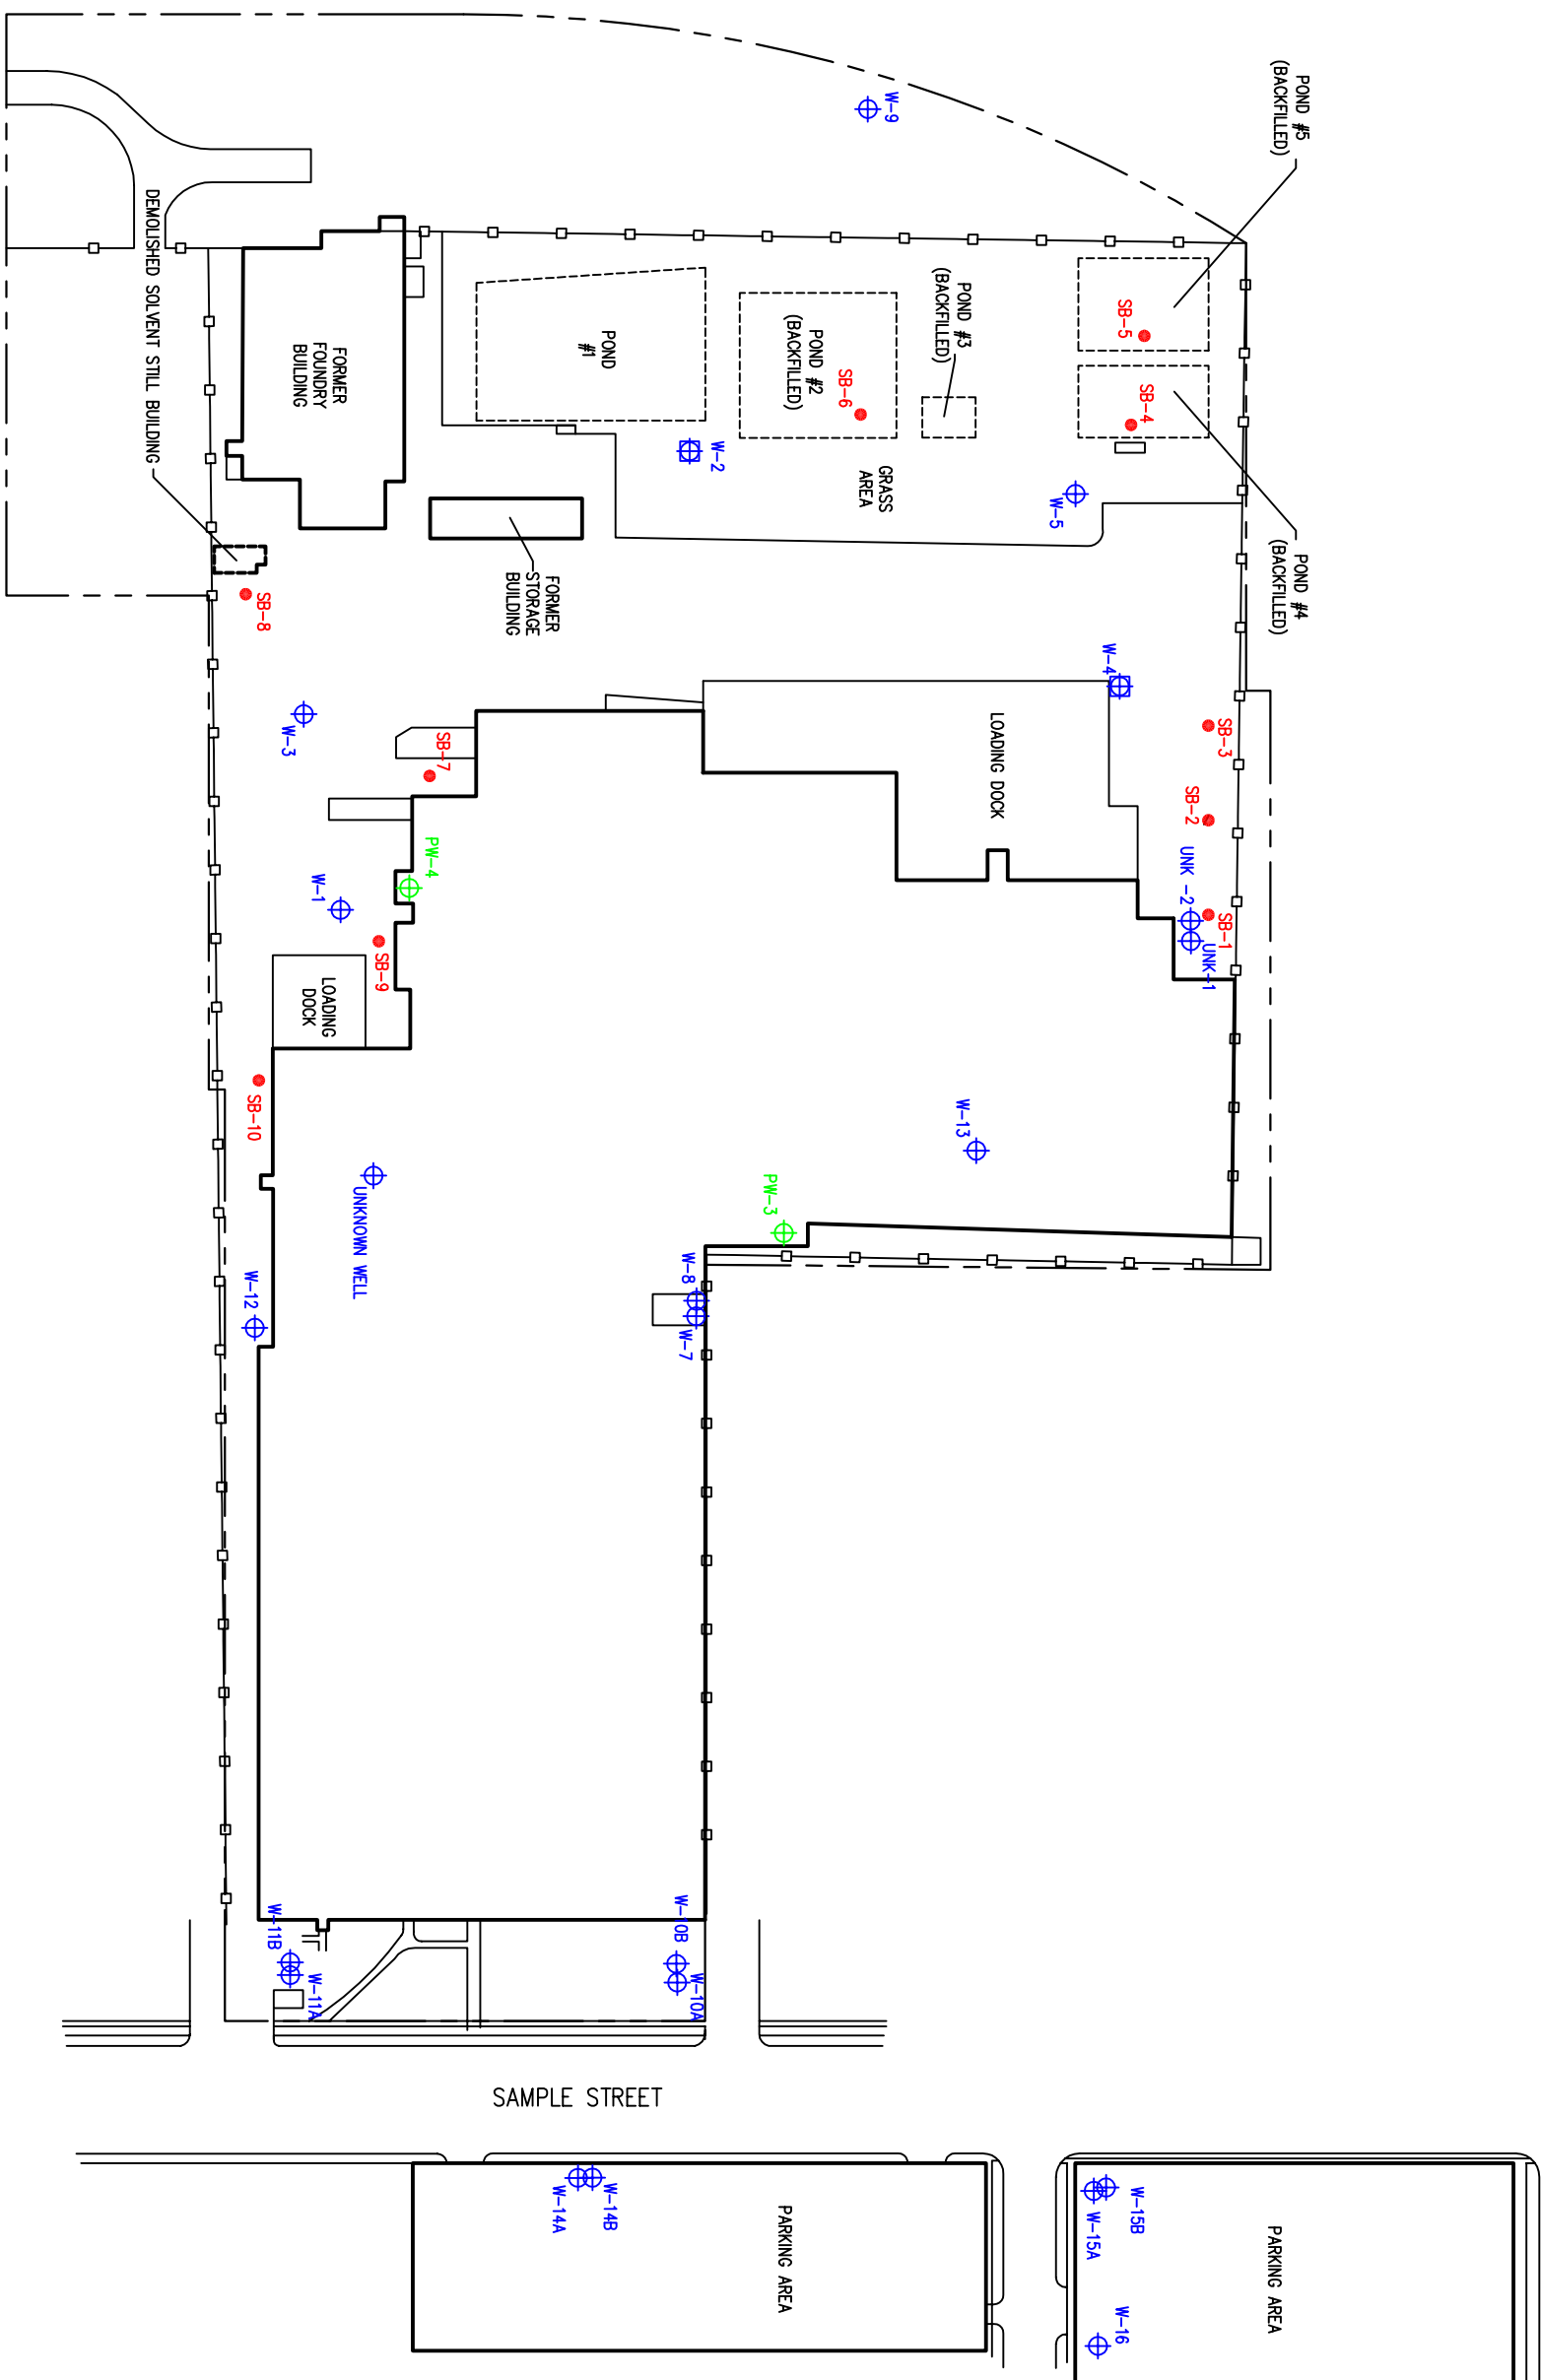 POND #5
(BACKFILLED)
W-9
DEMOLISHED SOLVENT STILL BUILDING
SB-5
POND #3
(BACKFILLED)
POND
#1
POND #2
(BACKFILLED)
FORMER
FOUNDRY
BUILDING
SB-6
SB-4
W-2
GRASS
AREA
W-5
POND #4
(BACKFILLED)
FORMER
STORAGE
BUILDING
SB-8
W-4
W-3
SB-7
LOADING DOCK
SB-3
SB-2
PW-4
UNK -2
W-1
SB-1
UNK-1
SB-9
LOADING
DOCK
SB-10
W-13
PW-3
UNKNOWN WELL
W-8
W-7
W-12
W-10B
W-10A
W-11B
W-11A
SAMPLE STREET
W-14B
W-14A
PARKING AREA
W-15B
W-15A
PARKING AREA
W-16